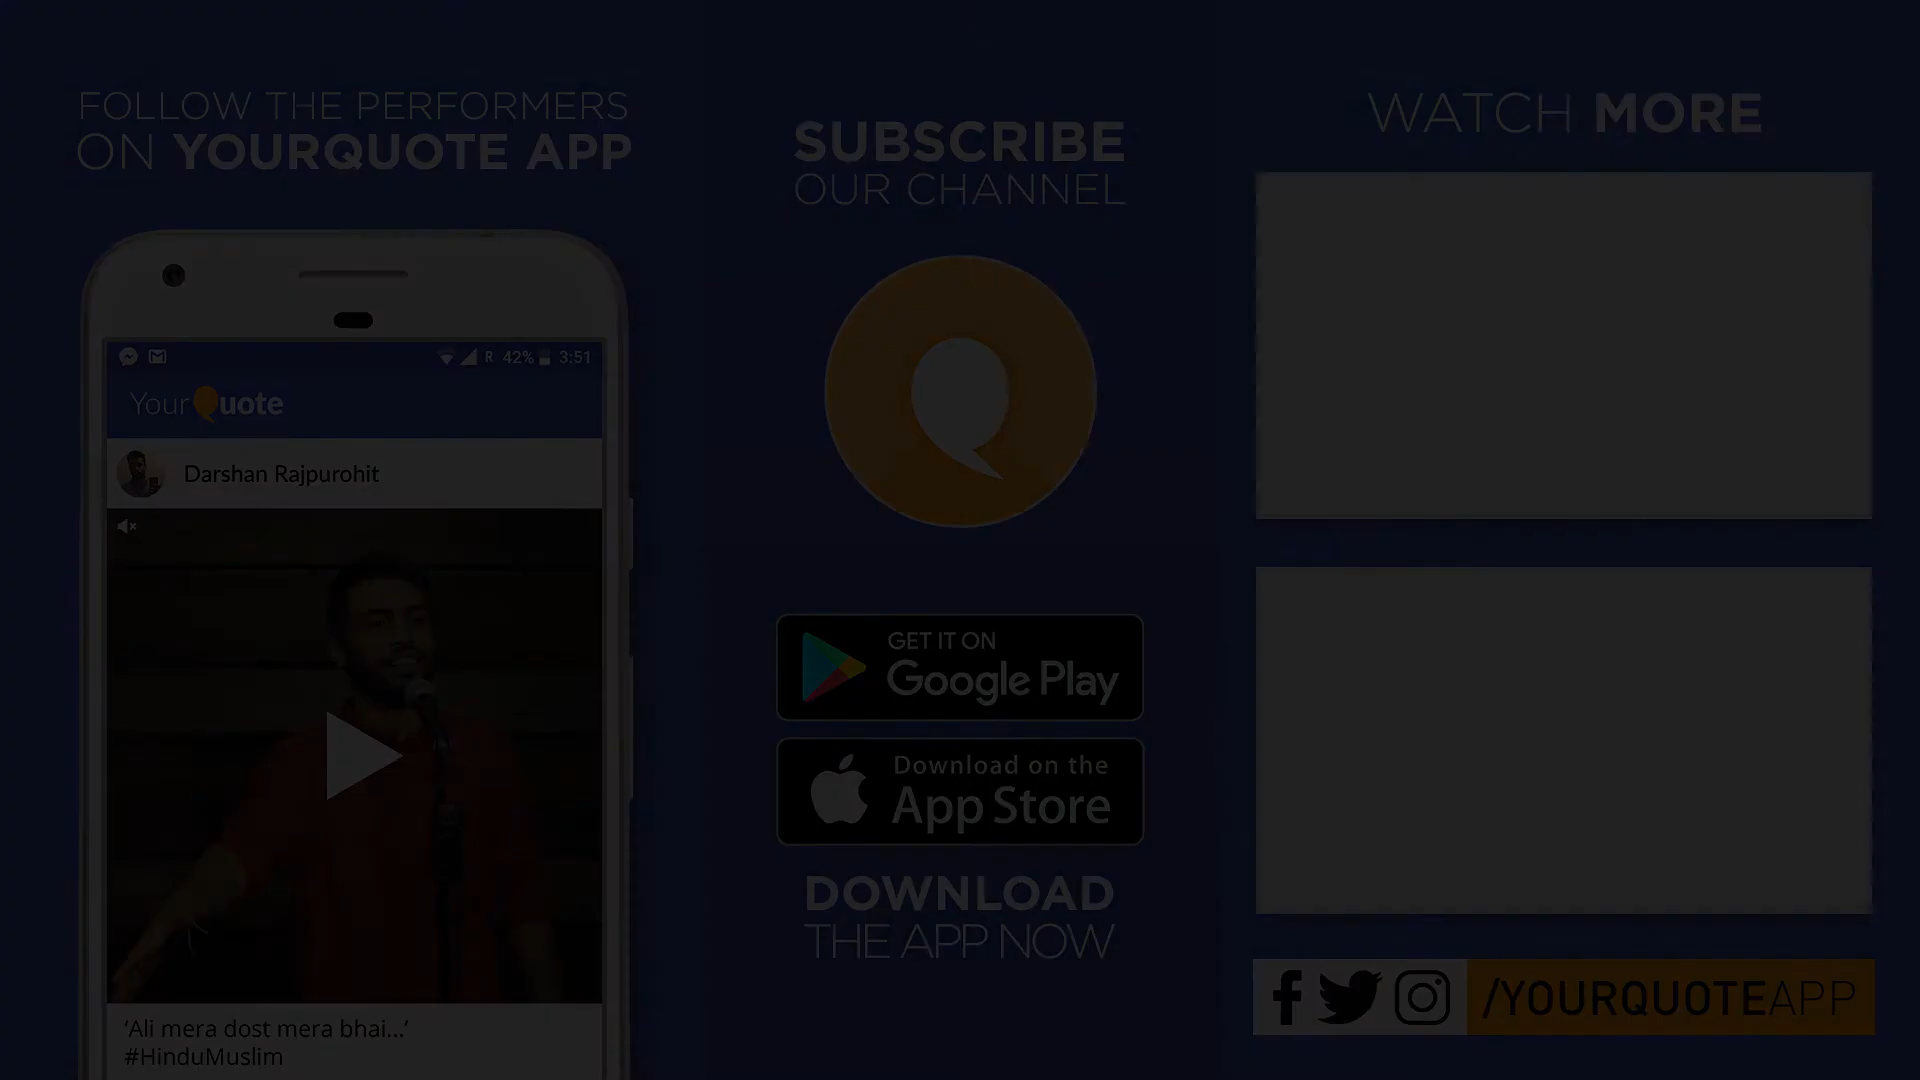 FOLLOW THE PERFORMERS
ON YOURQUOTE APP
R 42% 3:51
YourQuote
Darshan Rajpurohit
‘Ali mera dost mera bhai...’
#HinduMuslim
SUBSCRIBE
OUR CHANNEL
GET IT ON
Google Play
Download on the
App Store
DOWNLOAD
THE APP NOW
WATCH MORE
/YOURQUOTEAPP